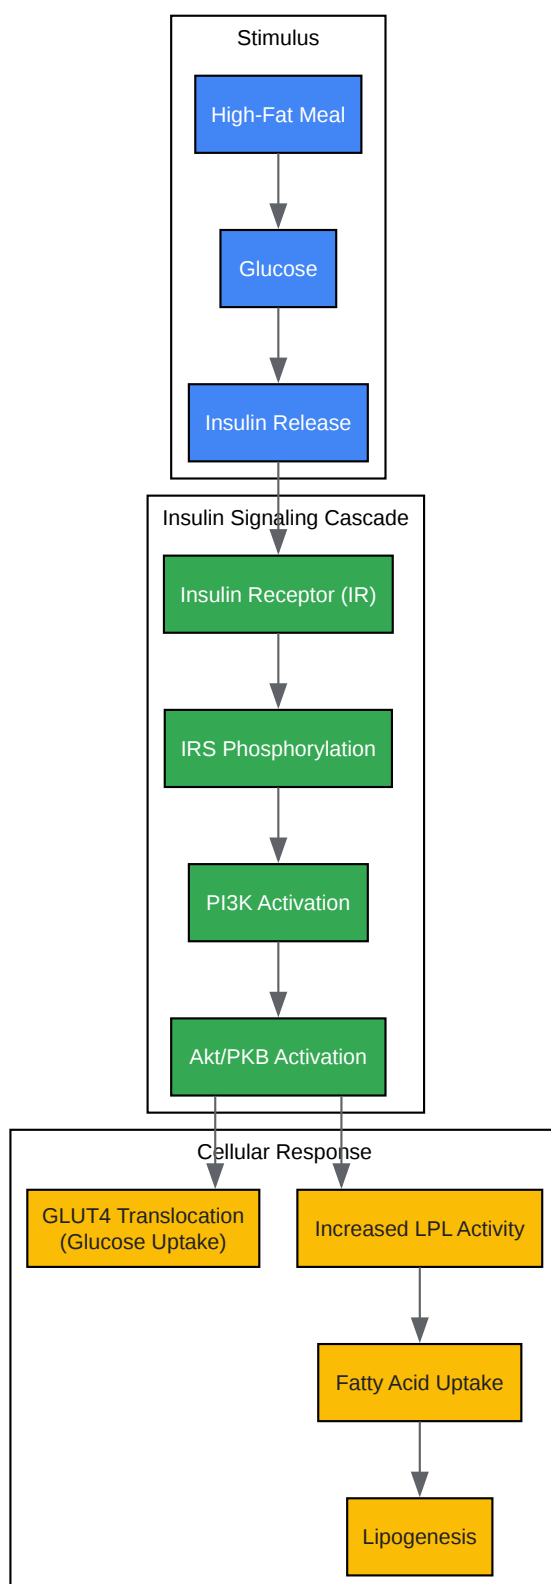 Stimulus
High-Fat Meal
Glucose
Insulin Release
Insulin Signaling Cascade
Insulin Receptor (IR)
IRS Phosphorylation
PI3K Activation
Akt/PKB Activation
Cellular Response
GLUT4 Translocation
(Glucose Uptake)
Increased LPL Activity
Fatty Acid Uptake
Lipogenesis